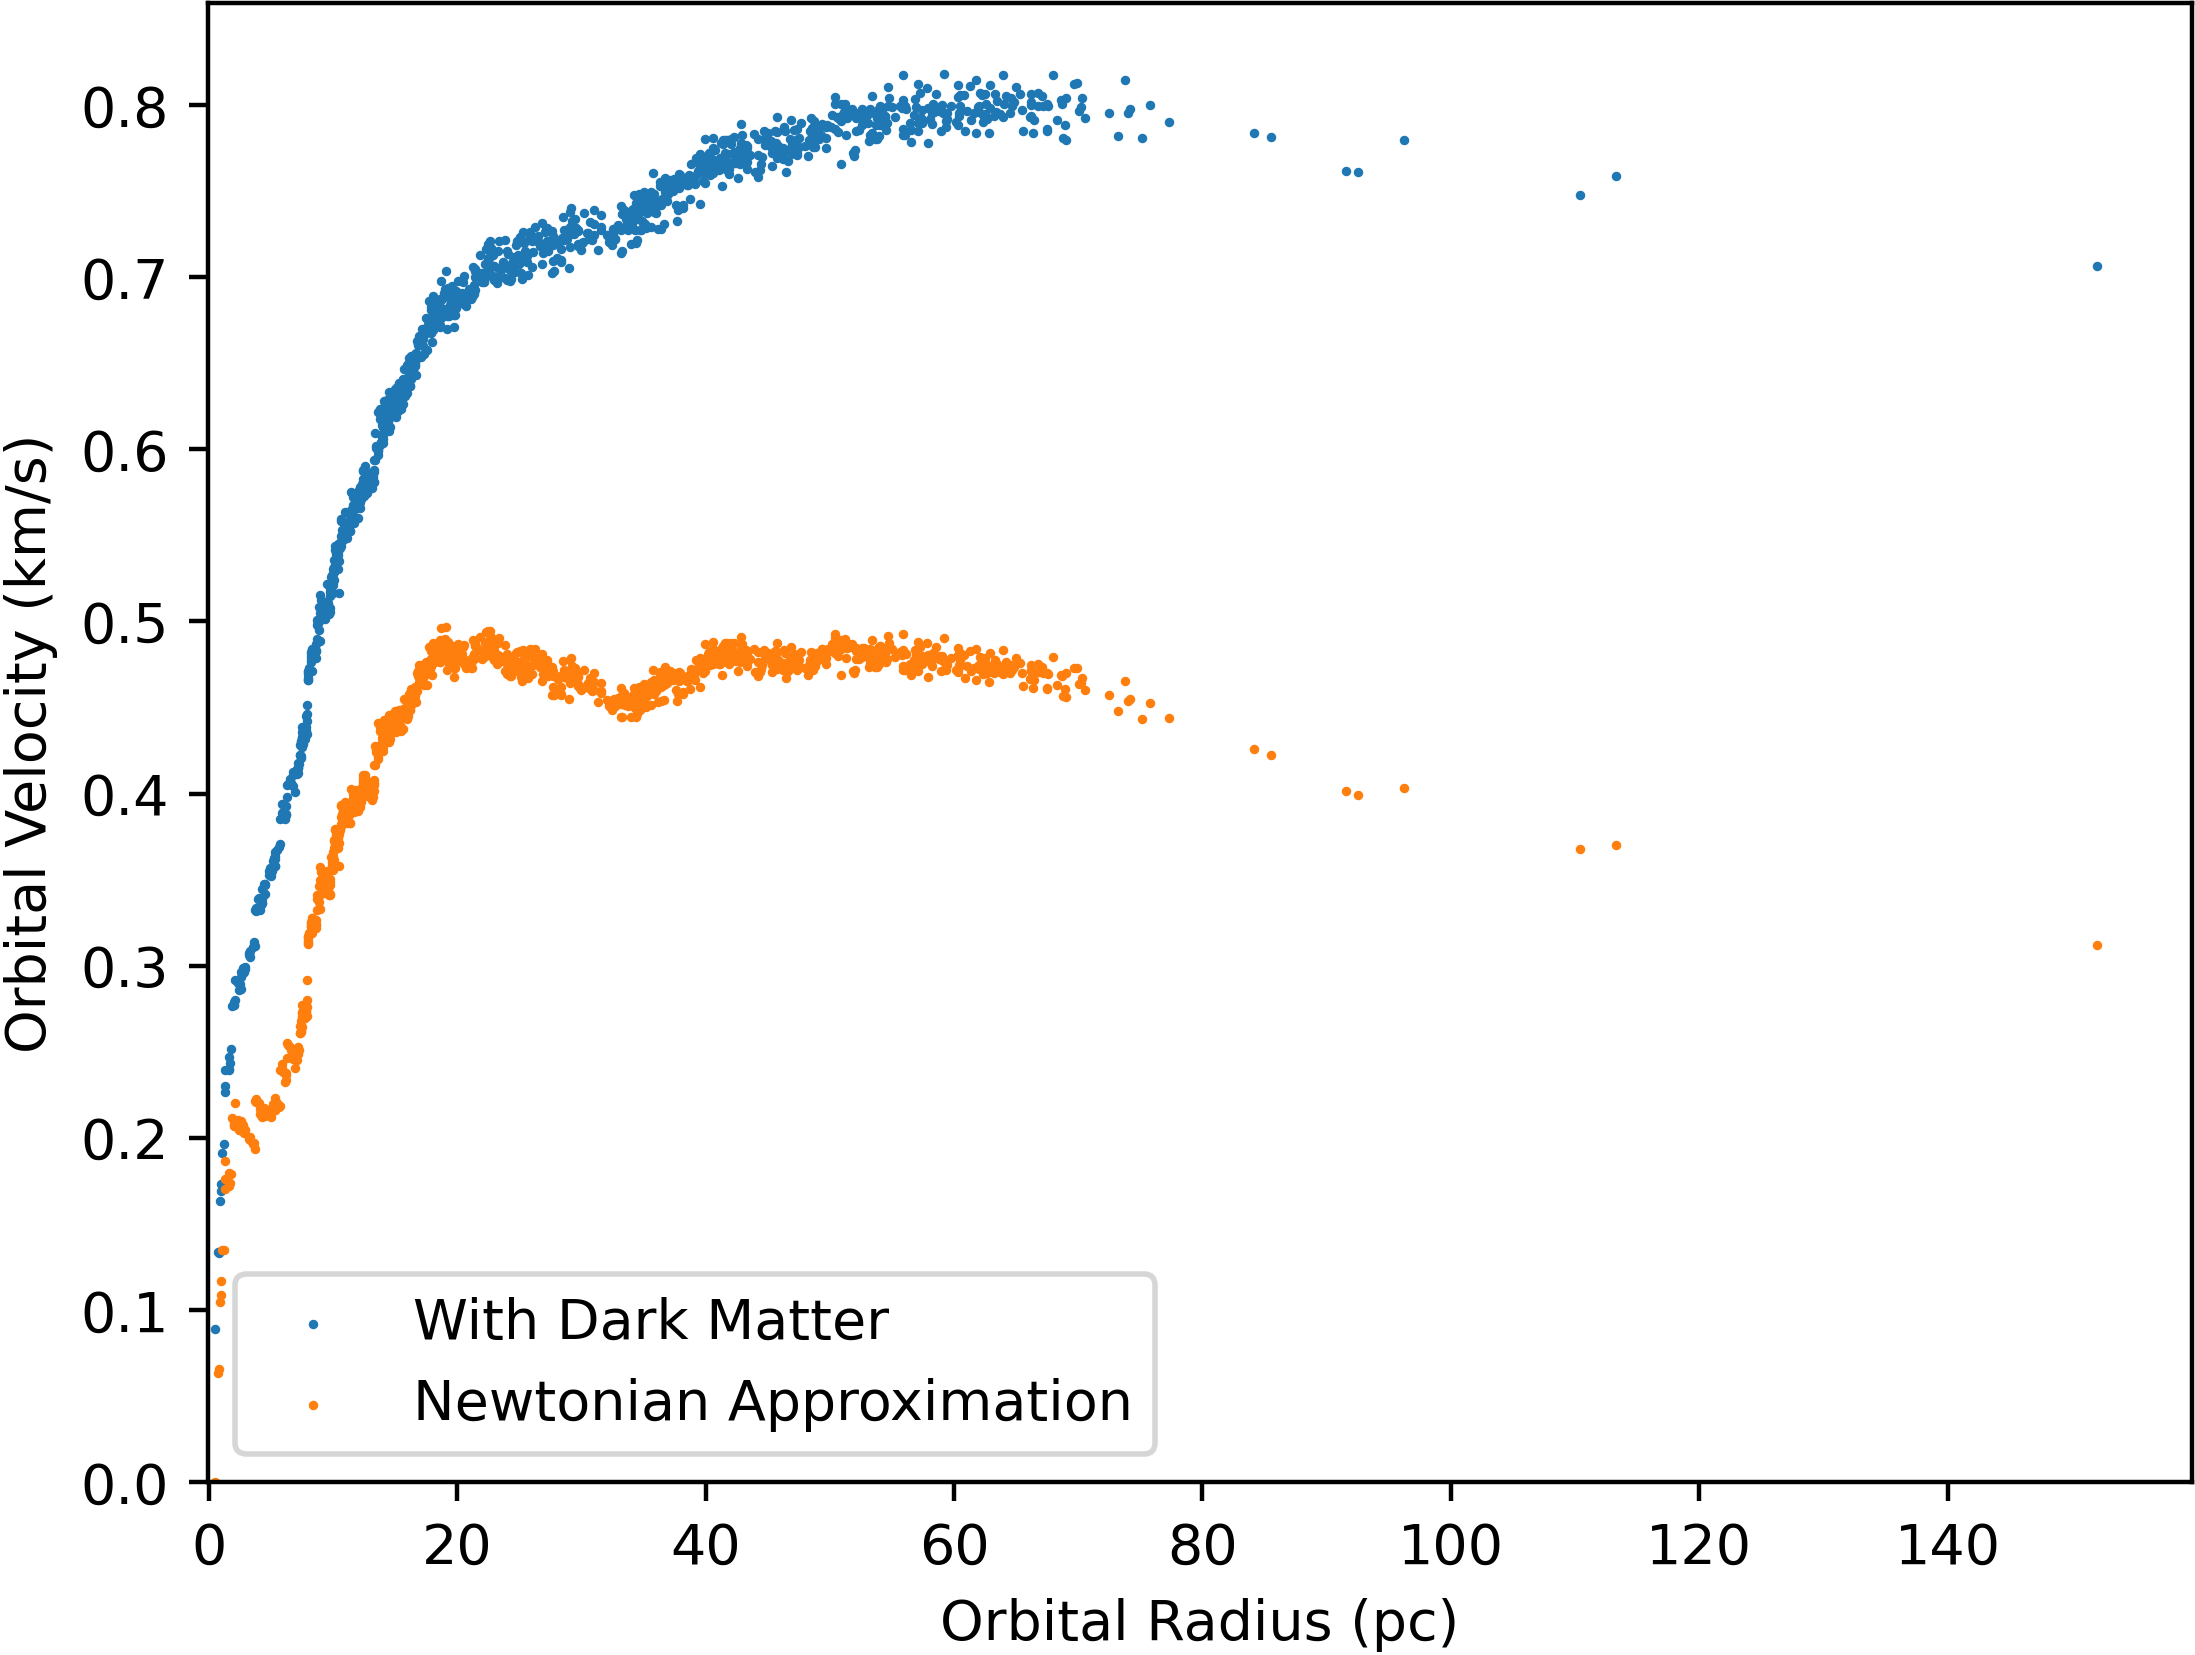 Orbital Velocity (km/s)
0.8
0.7
0.6
0.5
0.4
0.3
0.2
0.1
0.0
With Dark Matter
Newtonian Approximation
0 20 40 60 80 100 120 140
Orbital Radius (pc)